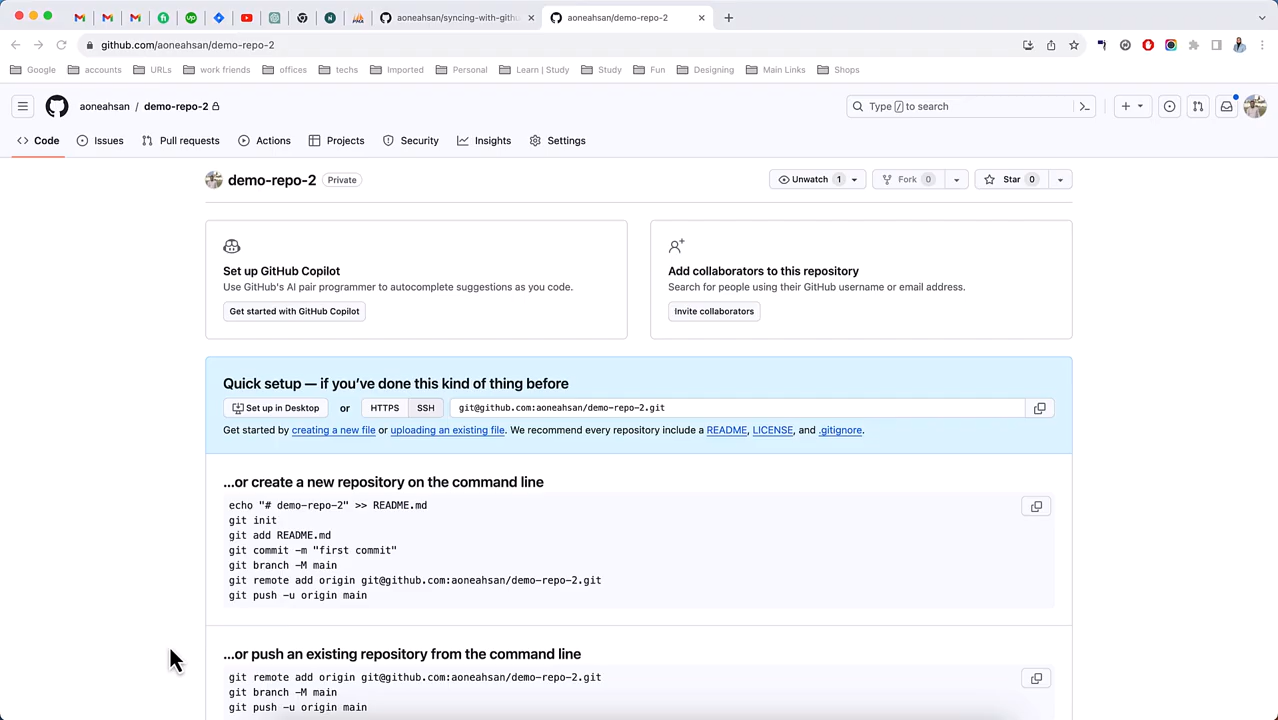 aoneahsan/syncing-with-githu
aoneahsan/demo-repo-2
github.com/aoneahsan/demo-repo-2
Google accounts URLs work friends offices techs Imported Personal Learn | Study Study Fun Designing Main Links Shops
aoneahsan / demo-repo-2
Type / to search
Code Issues Pull requests Actions Projects Security Insights Settings
demo-repo-2 Private
Unwatch 1 Fork 0 Star 0
Set up GitHub Copilot
Use GitHub's AI pair programmer to autocomplete suggestions as you code.
Get started with GitHub Copilot
Add collaborators to this repository
Search for people using their GitHub username or email address.
Invite collaborators
Quick setup — if you've done this kind of thing before
Set up in Desktop or HTTPS SSH git@github.com:aoneahsan/demo-repo-2.git
Get started by creating a new file or uploading an existing file. We recommend every repository include a README, LICENSE, and .gitignore.
...or create a new repository on the command line
echo "# demo-repo-2" >> README.md
git init
git add README.md
git commit -m "first commit"
git branch -M main
git remote add origin git@github.com:aoneahsan/demo-repo-2.git
git push -u origin main
...or push an existing repository from the command line
git remote add origin git@github.com:aoneahsan/demo-repo-2.git
git branch -M main
git push -u origin main